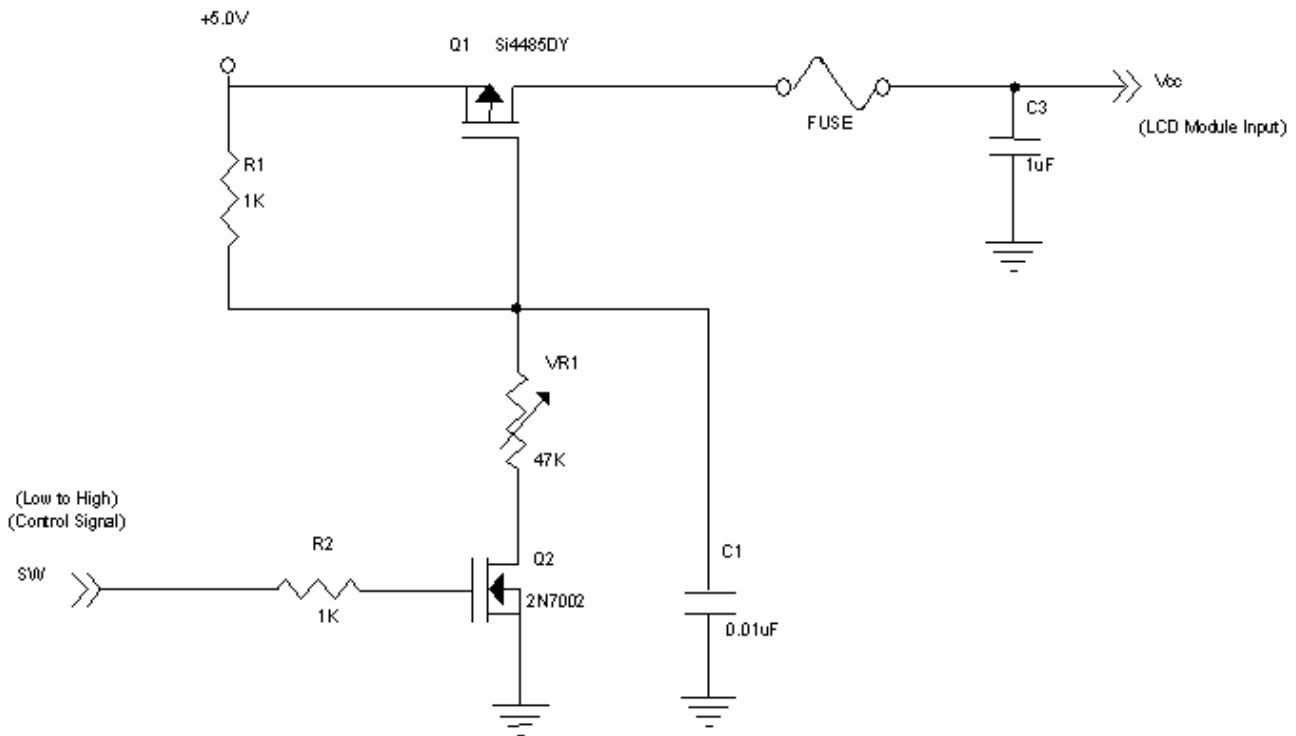 +5.0V
Q1 Si4485DY
FUSE
C3
1uF
Vcc
(LCD Module Input)
R1
1K
VR1
47K
(Low to High)
(Control Signal)
SW
R2
1K
Q2
2N7002
C1
0.01uF